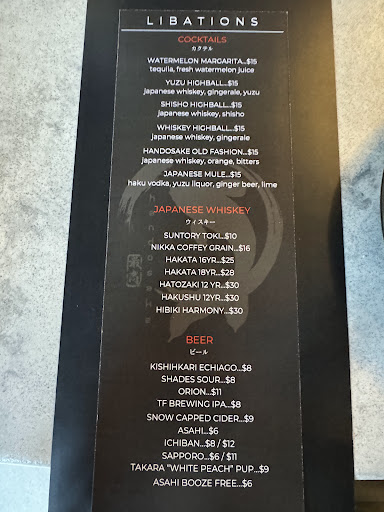 LIBATIONS
COCKTAILS
カクテル
WATERMELON MARGARITA...$15
tequila, fresh watermelon juice
YUZU HIGHBALL...$15
japanese whiskey, gingerale, yuzu
SHISHO HIGHBALL...$15
japanese whiskey, shisho
WHISKEY HIGHBALL...$15
japanese whiskey, gingerale
HANDOSAKE OLD FASHION...$15
japanese whiskey, orange, bitters
JAPANESE MULE...$15
haku vodka, yuzu liquor, ginger beer, lime
JAPANESE WHISKEY
ウィスキー
SUNTORY TOKI...$10
NIKKA COFFEY GRAIN...$16
HAKATA 16YR...$25
HAKATA 18YR...$28
HATOZAKI 12 YR...$30
HAKUSHU 12YR...$30
HIBIKI HARMONY...$30
BEER
ビール
KISHIHKARI ECHIAGO...$8
SHADES SOUR...$8
ORION...$11
TF BREWING IPA...$8
SNOW CAPPED CIDER...$9
ASAHI...$6
ICHIBAN...$8 / $12
SAPPORO...$6 / $11
TAKARA "WHITE PEACH" PUP...$9
ASAHI BOOZE FREE...$6